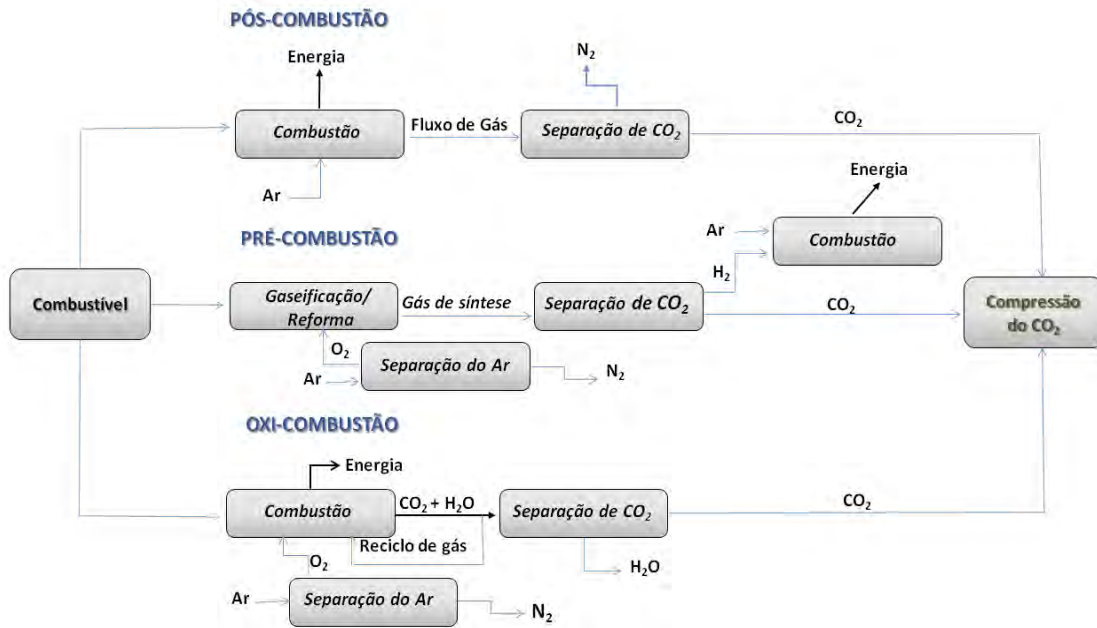 PÓS-COMBUSTÃO
Energia
N₂
Combustão
Fluxo de Gás
Separação de CO₂
CO₂
Ar
PRÉ-COMBUSTÃO
Energia
Ar
Combustão
H₂
Combustível
Gaseificação/
Reforma
Gás de síntese
Separação de CO₂
CO₂
Compressão
do CO₂
O₂
Ar
Separação do Ar
N₂
OXI-COMBUSTÃO
Energia
Combustão
CO₂ + H₂O
Separação de CO₂
CO₂
Reciclo de gás
O₂
H₂O
Ar
Separação do Ar
N₂